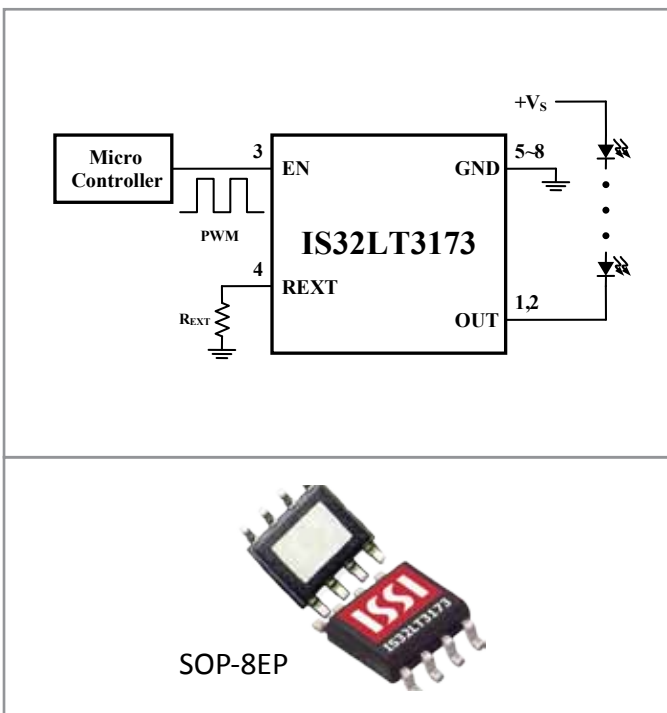 +Vs
Micro
Controller
3
EN
GND
5~8
PWM
IS32LT3173
4
REXT
REXT
1,2
OUT
ISSI
IS32LT3173
SOP-8EP